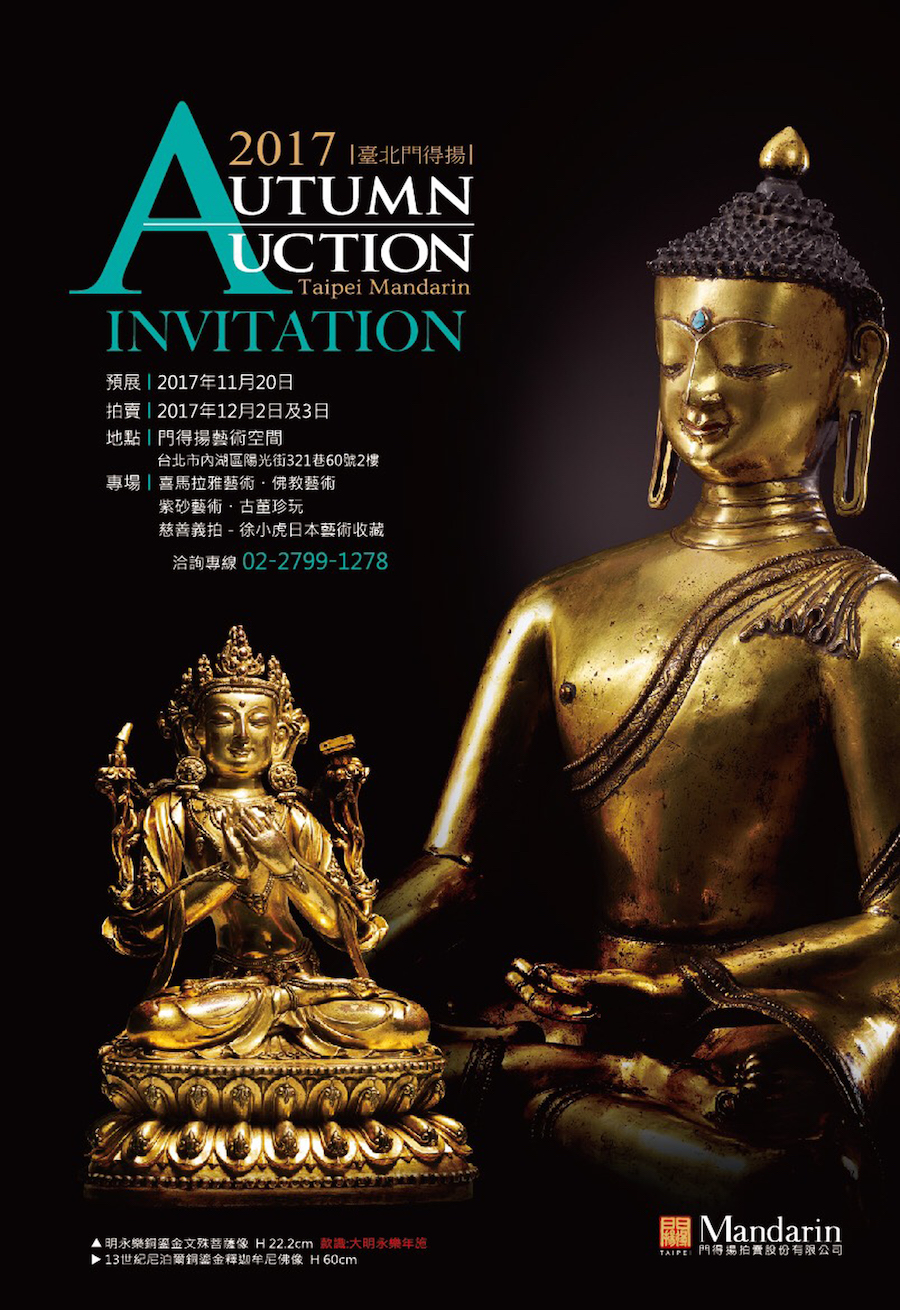 2017 |臺北門得揚|
AUTUMN
AUCTION
Taipei Mandarin
INVITATION
預展 | 2017年11月20日
拍賣 | 2017年12月2日及3日
地點 | 門得揚藝術空間
台北市內湖區陽光街321巷60號2樓
專場 | 喜馬拉雅藝術．佛教藝術
紫砂藝術．古董珍玩
慈善義拍 - 徐小虎日本藝術收藏
洽詢專線 02-2799-1278
▲明永樂銅鎏金文殊菩薩像 H 22.2cm 款識:大明永樂年施
▶13世紀尼泊爾銅鎏金釋迦牟尼佛像 H 60cm
Mandarin
TAIPEI 門得揚拍賣股份有限公司